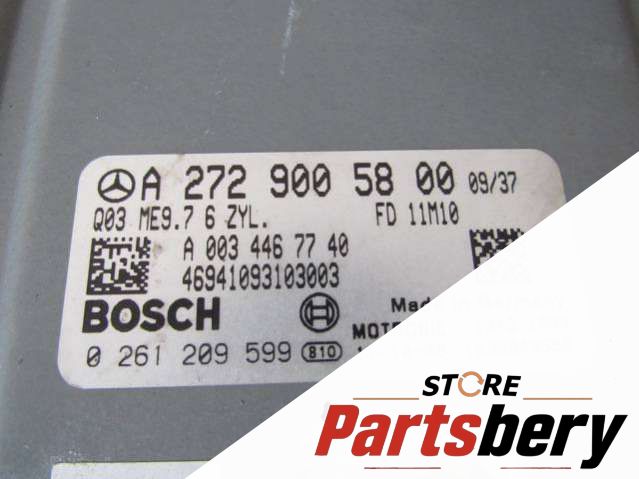 A 272 900 58 00 09/37
Q03 ME9.7 6 ZYL. FD 11M10
A 003 446 77 40
46941093103003
BOSCH
Made
0 261 209 599 810
STORE
Partsbery